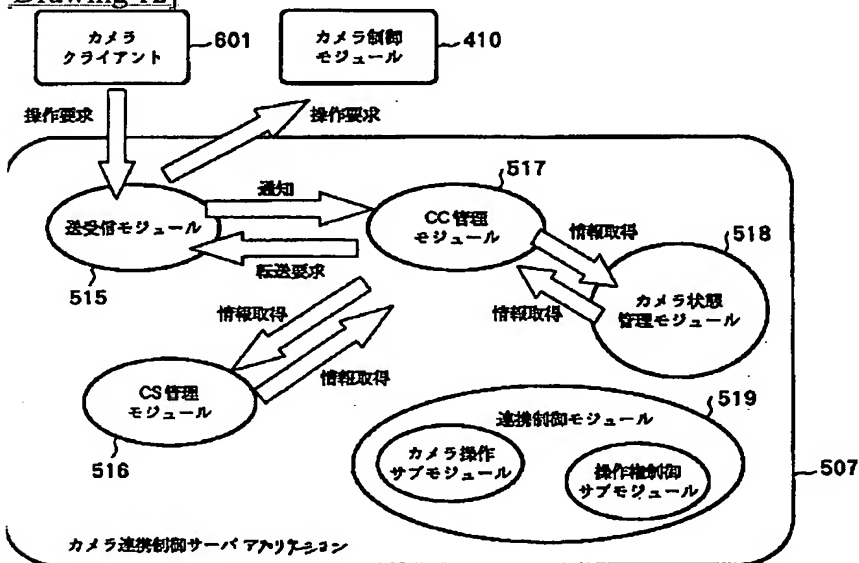 Drawing 12]
カメラ
クライアント
601
カメラ制御
モジュール
410
操作要求
操作要求
517
通知
送受信モジュール
CC管理
モジュール
情報取得
518
転送要求
515
情報取得
情報取得
カメラ状態
管理モジュール
情報取得
CS管理
モジュール
516
519
連携制御モジュール
カメラ操作
サブモジュール
操作権制御
サブモジュール
507
カメラ連携制御サーバ アプリケーション